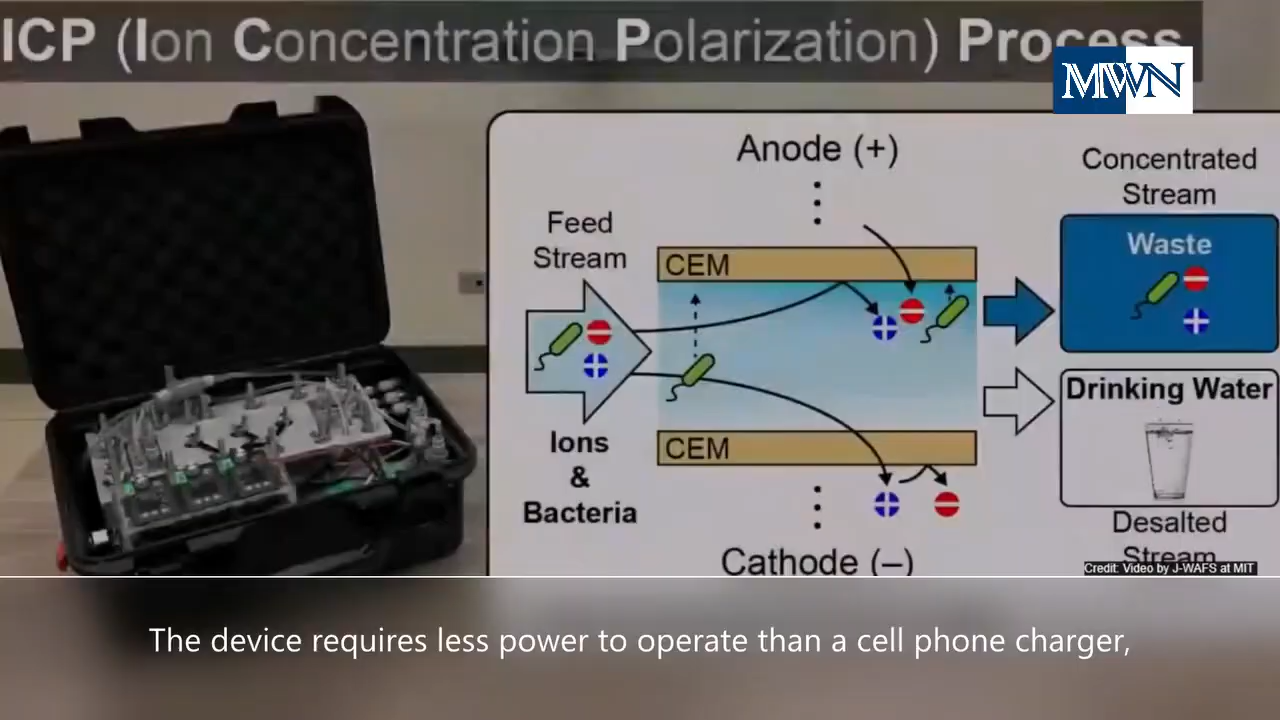 ICP (Ion Concentration Polarization) Process
MWN
Anode (+)
Concentrated
Stream
Feed
Stream
CEM
Waste
Drinking Water
CEM
Ions
&
Bacteria
Desalted
Stream
Cathode (–)
Credit: Video by J-WAFS at MIT
The device requires less power to operate than a cell phone charger,